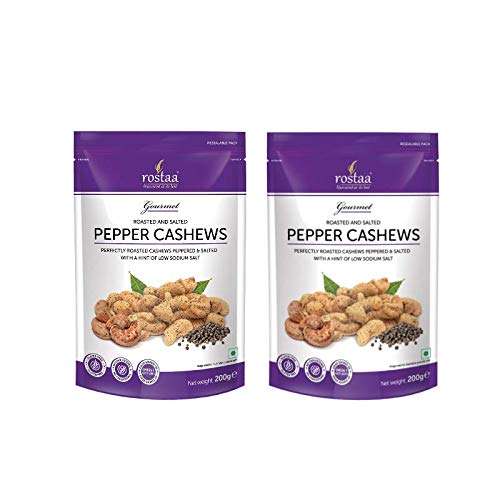 RESEALABLE PACK
rostaa
Gourmet
ROASTED AND SALTED
PEPPER CASHEWS
PERFECTLY ROASTED CASHEWS PEPPERED & SALTED
WITH A HINT OF LOW SODIUM SALT
Net weight: 200g ℮
RESEALABLE PACK
rostaa
Gourmet
ROASTED AND SALTED
PEPPER CASHEWS
PERFECTLY ROASTED CASHEWS PEPPERED & SALTED
WITH A HINT OF LOW SODIUM SALT
Net weight: 200g ℮